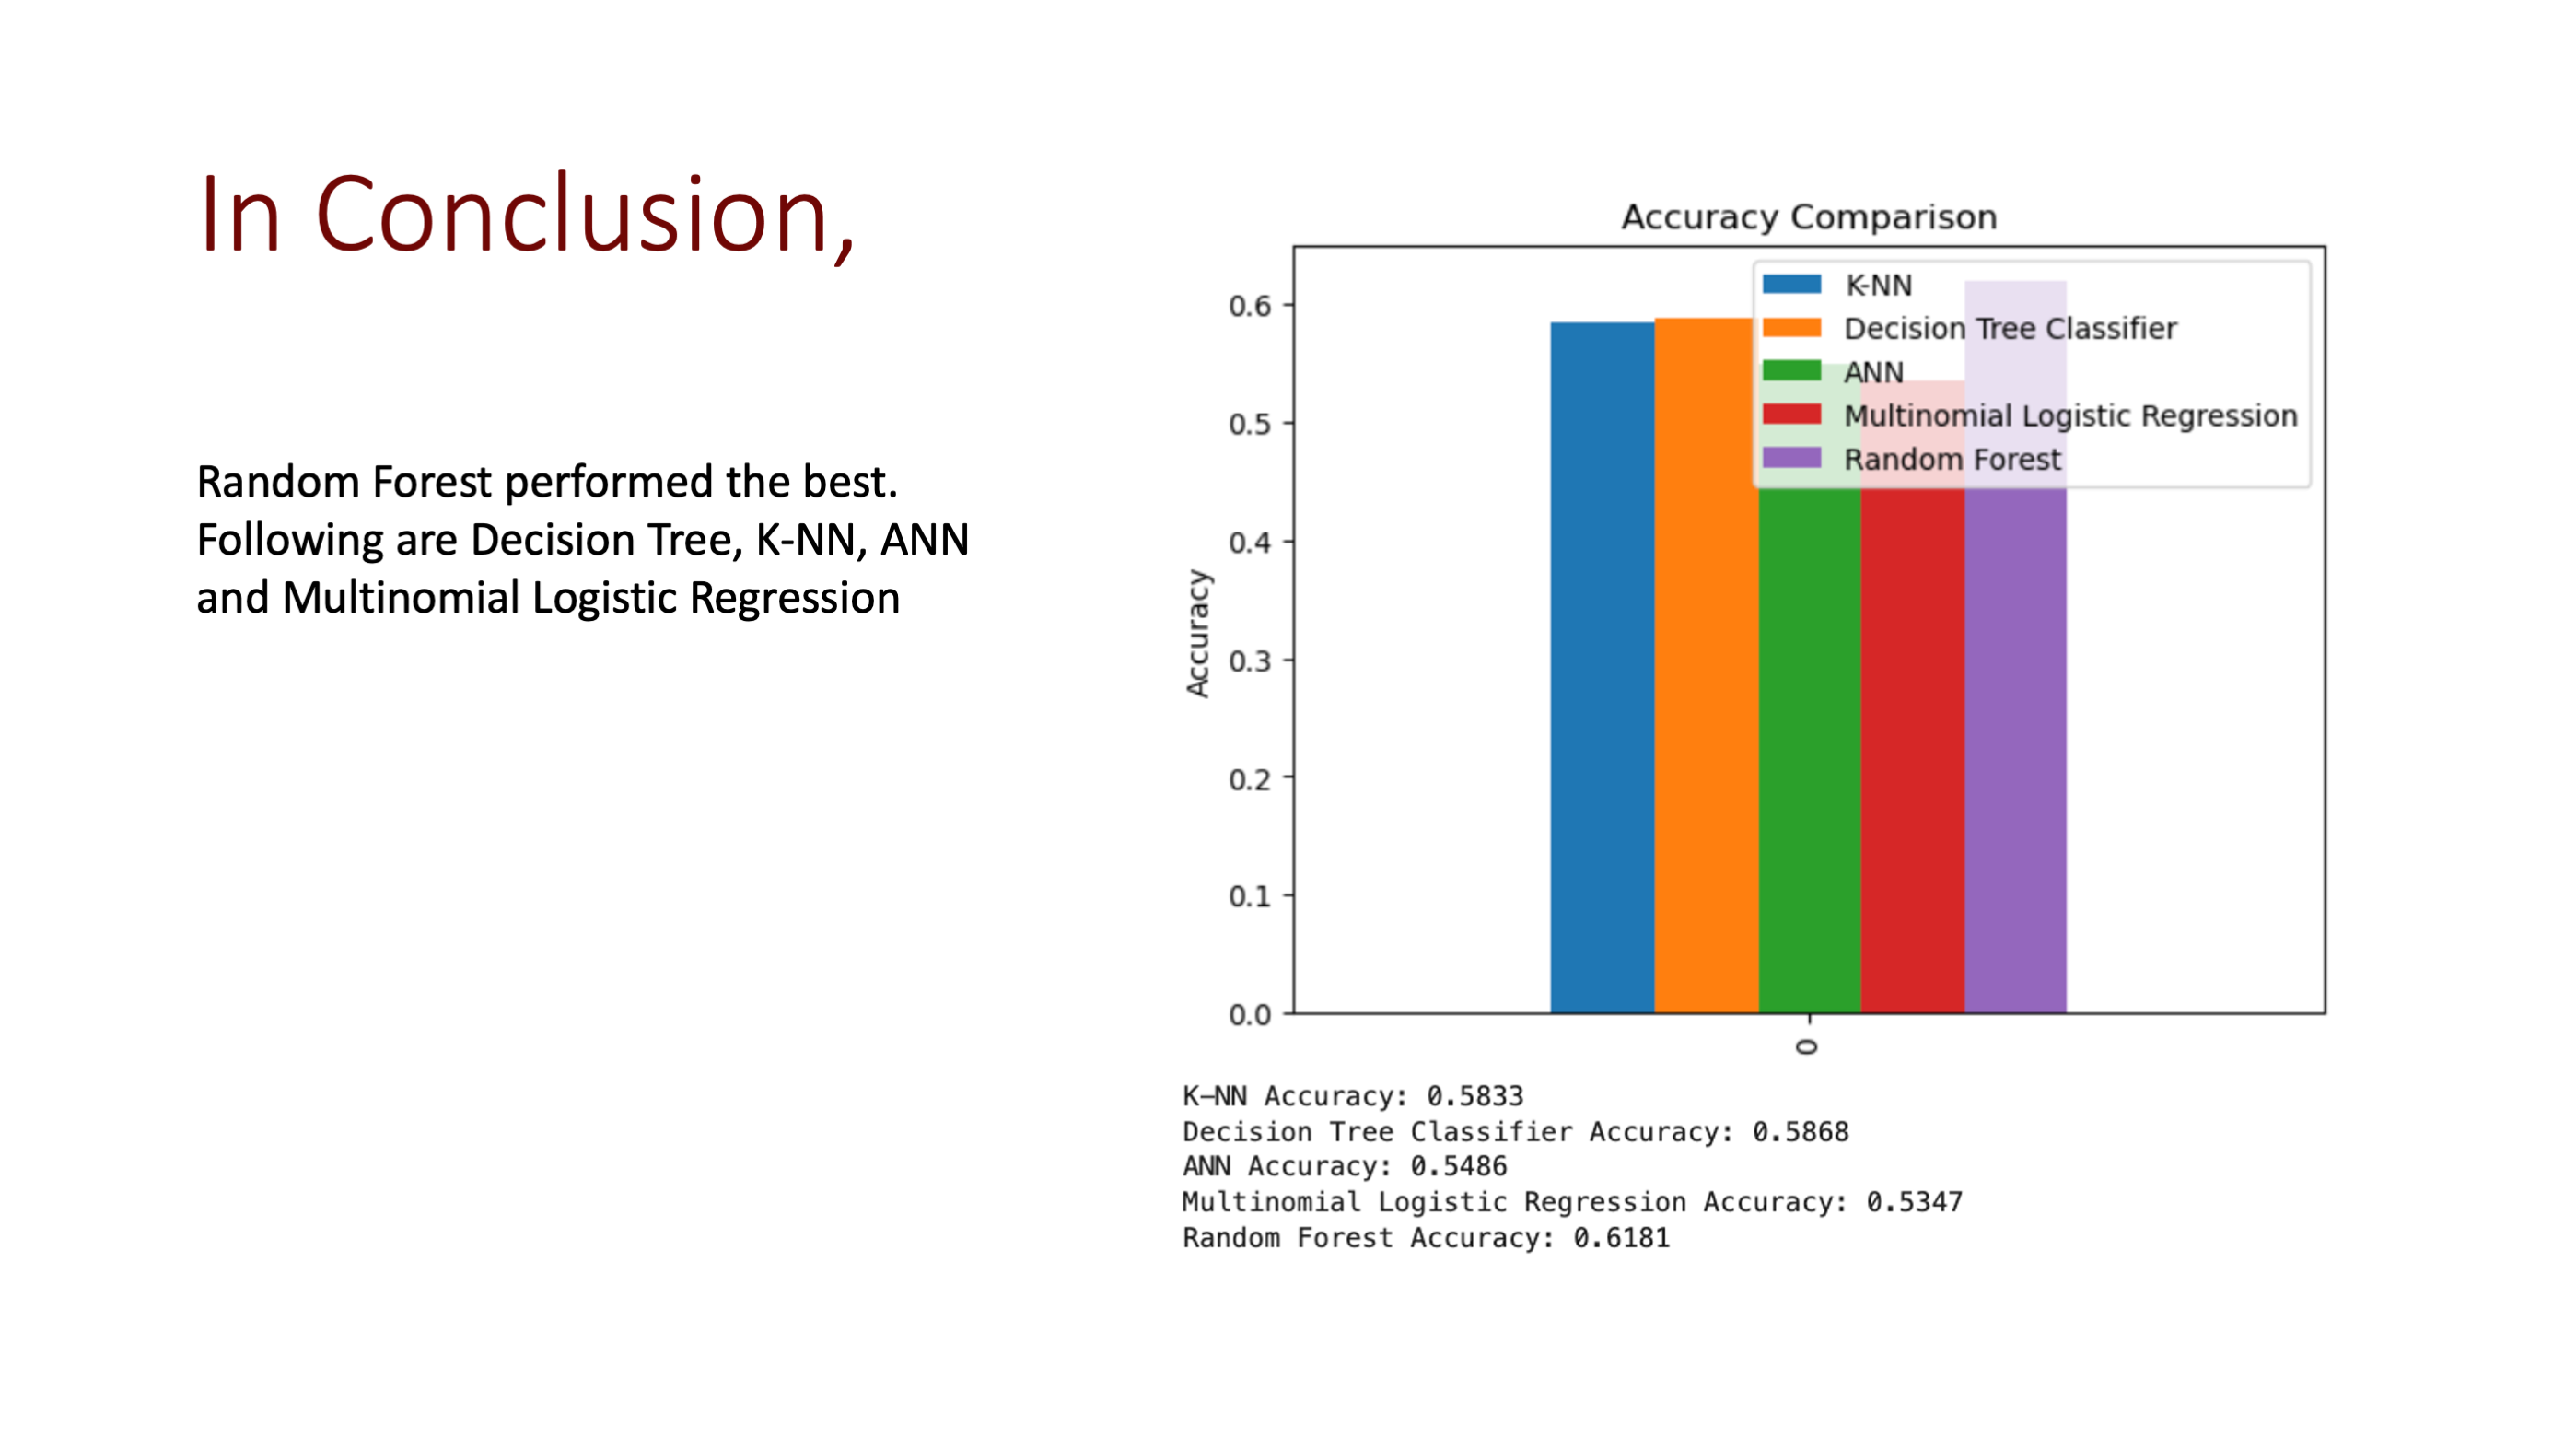 In Conclusion,
Random Forest performed the best.
Following are Decision Tree, K-NN, ANN
and Multinomial Logistic Regression
Accuracy Comparison
K-NN
Decision Tree Classifier
ANN
Multinomial Logistic Regression
Random Forest
Accuracy
0.6
0.5
0.4
0.3
0.2
0.1
0.0
0
K-NN Accuracy: 0.5833
Decision Tree Classifier Accuracy: 0.5868
ANN Accuracy: 0.5486
Multinomial Logistic Regression Accuracy: 0.5347
Random Forest Accuracy: 0.6181